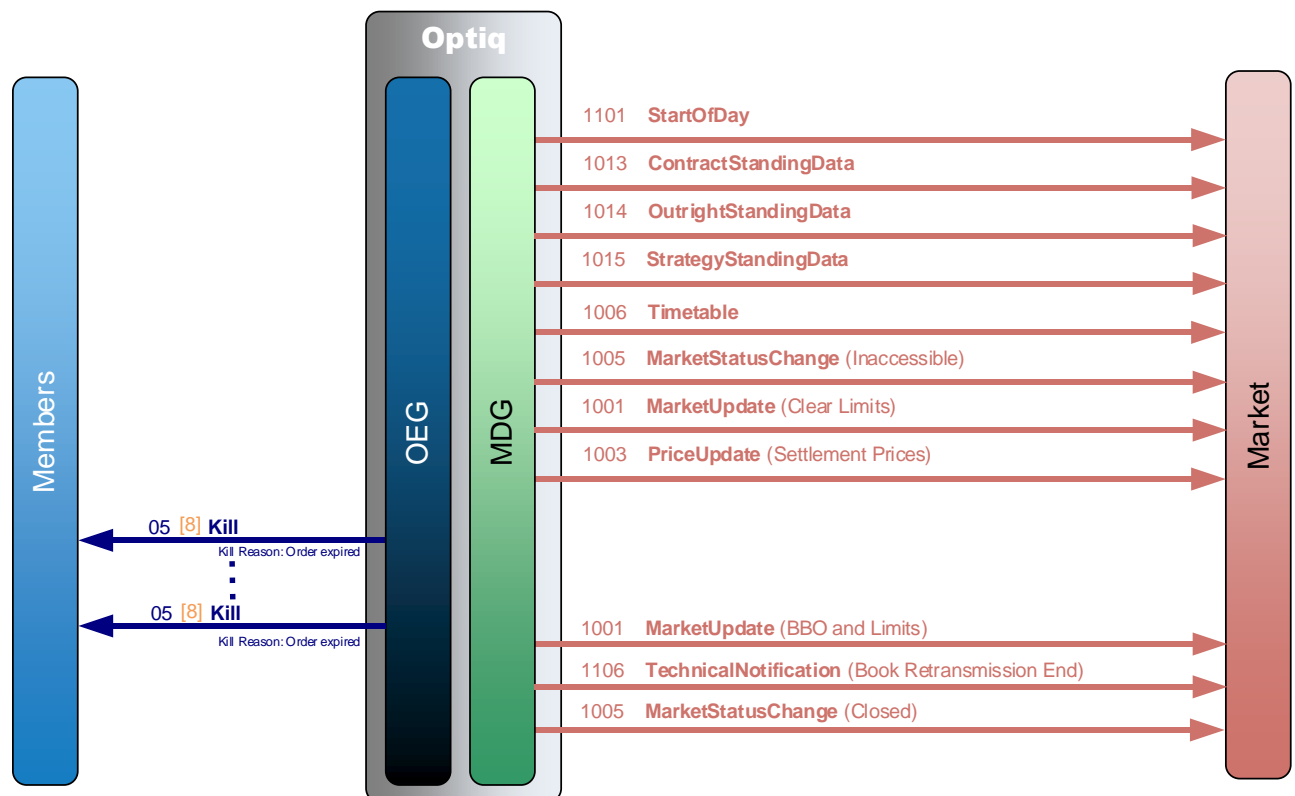 Optiq
Members
OEG
MDG
Market
1101 StartOfDay
1013 ContractStandingData
1014 OutrightStandingData
1015 StrategyStandingData
1006 Timetable
1005 MarketStatusChange (Inaccessible)
1001 MarketUpdate (Clear Limits)
1003 PriceUpdate (Settlement Prices)
05 [8] Kill
Kill Reason: Order expired
05 [8] Kill
Kill Reason: Order expired
1001 MarketUpdate (BBO and Limits)
1106 TechnicalNotification (Book Retransmission End)
1005 MarketStatusChange (Closed)